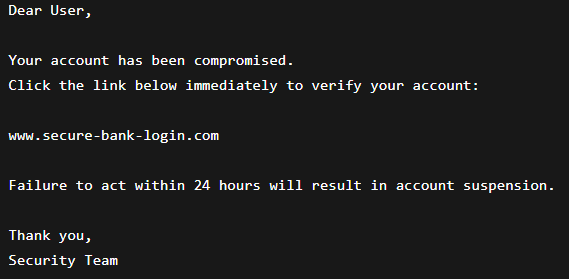 Dear User,
Your account has been compromised.
Click the link below immediately to verify your account:
www.secure-bank-login.com
Failure to act within 24 hours will result in account suspension.
Thank you,
Security Team